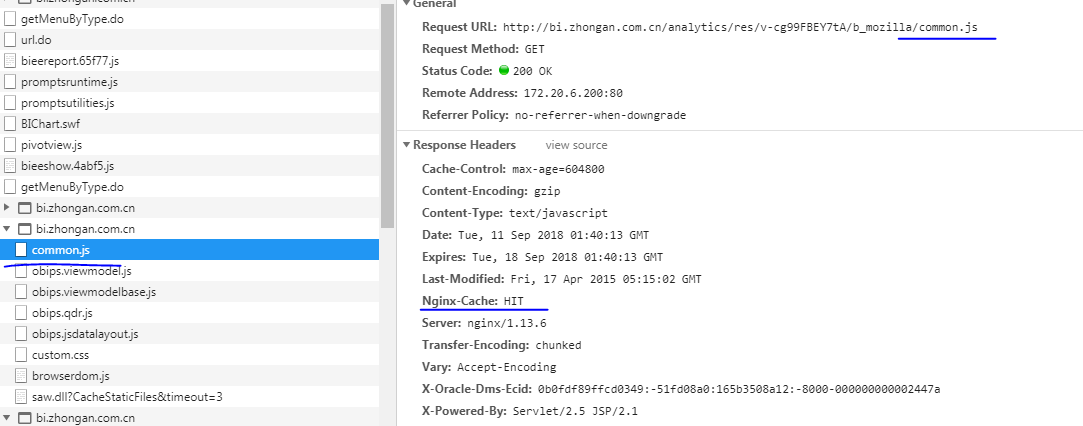 bi.zhongan.com.cn
getMenuByType.do
url.do
bieereport.65f77.js
promptsruntime.js
promptsutilities.js
BIChart.swf
pivotview.js
bieeshow.4abf5.js
getMenuByType.do
bi.zhongan.com.cn
bi.zhongan.com.cn
common.js
obips.viewmodel.js
obips.viewmodelbase.js
obips.qdr.js
obips.jsdatalayout.js
custom.css
browserdom.js
saw.dll?CacheStaticFiles&timeout=3
bi.zhongan.com.cn
General
Request URL: http://bi.zhongan.com.cn/analytics/res/v-cg99FBEY7tA/b_mozilla/common.js
Request Method: GET
Status Code: 200 OK
Remote Address: 172.20.6.200:80
Referrer Policy: no-referrer-when-downgrade
Response Headers view source
Cache-Control: max-age=604800
Content-Encoding: gzip
Content-Type: text/javascript
Date: Tue, 11 Sep 2018 01:40:13 GMT
Expires: Tue, 18 Sep 2018 01:40:13 GMT
Last-Modified: Fri, 17 Apr 2015 05:15:02 GMT
Nginx-Cache: HIT
Server: nginx/1.13.6
Transfer-Encoding: chunked
Vary: Accept-Encoding
X-Oracle-Dms-Ecid: 0b0fdf89ffcd0349:-51fd08a0:165b3508a12:-8000-000000000002447a
X-Powered-By: Servlet/2.5 JSP/2.1